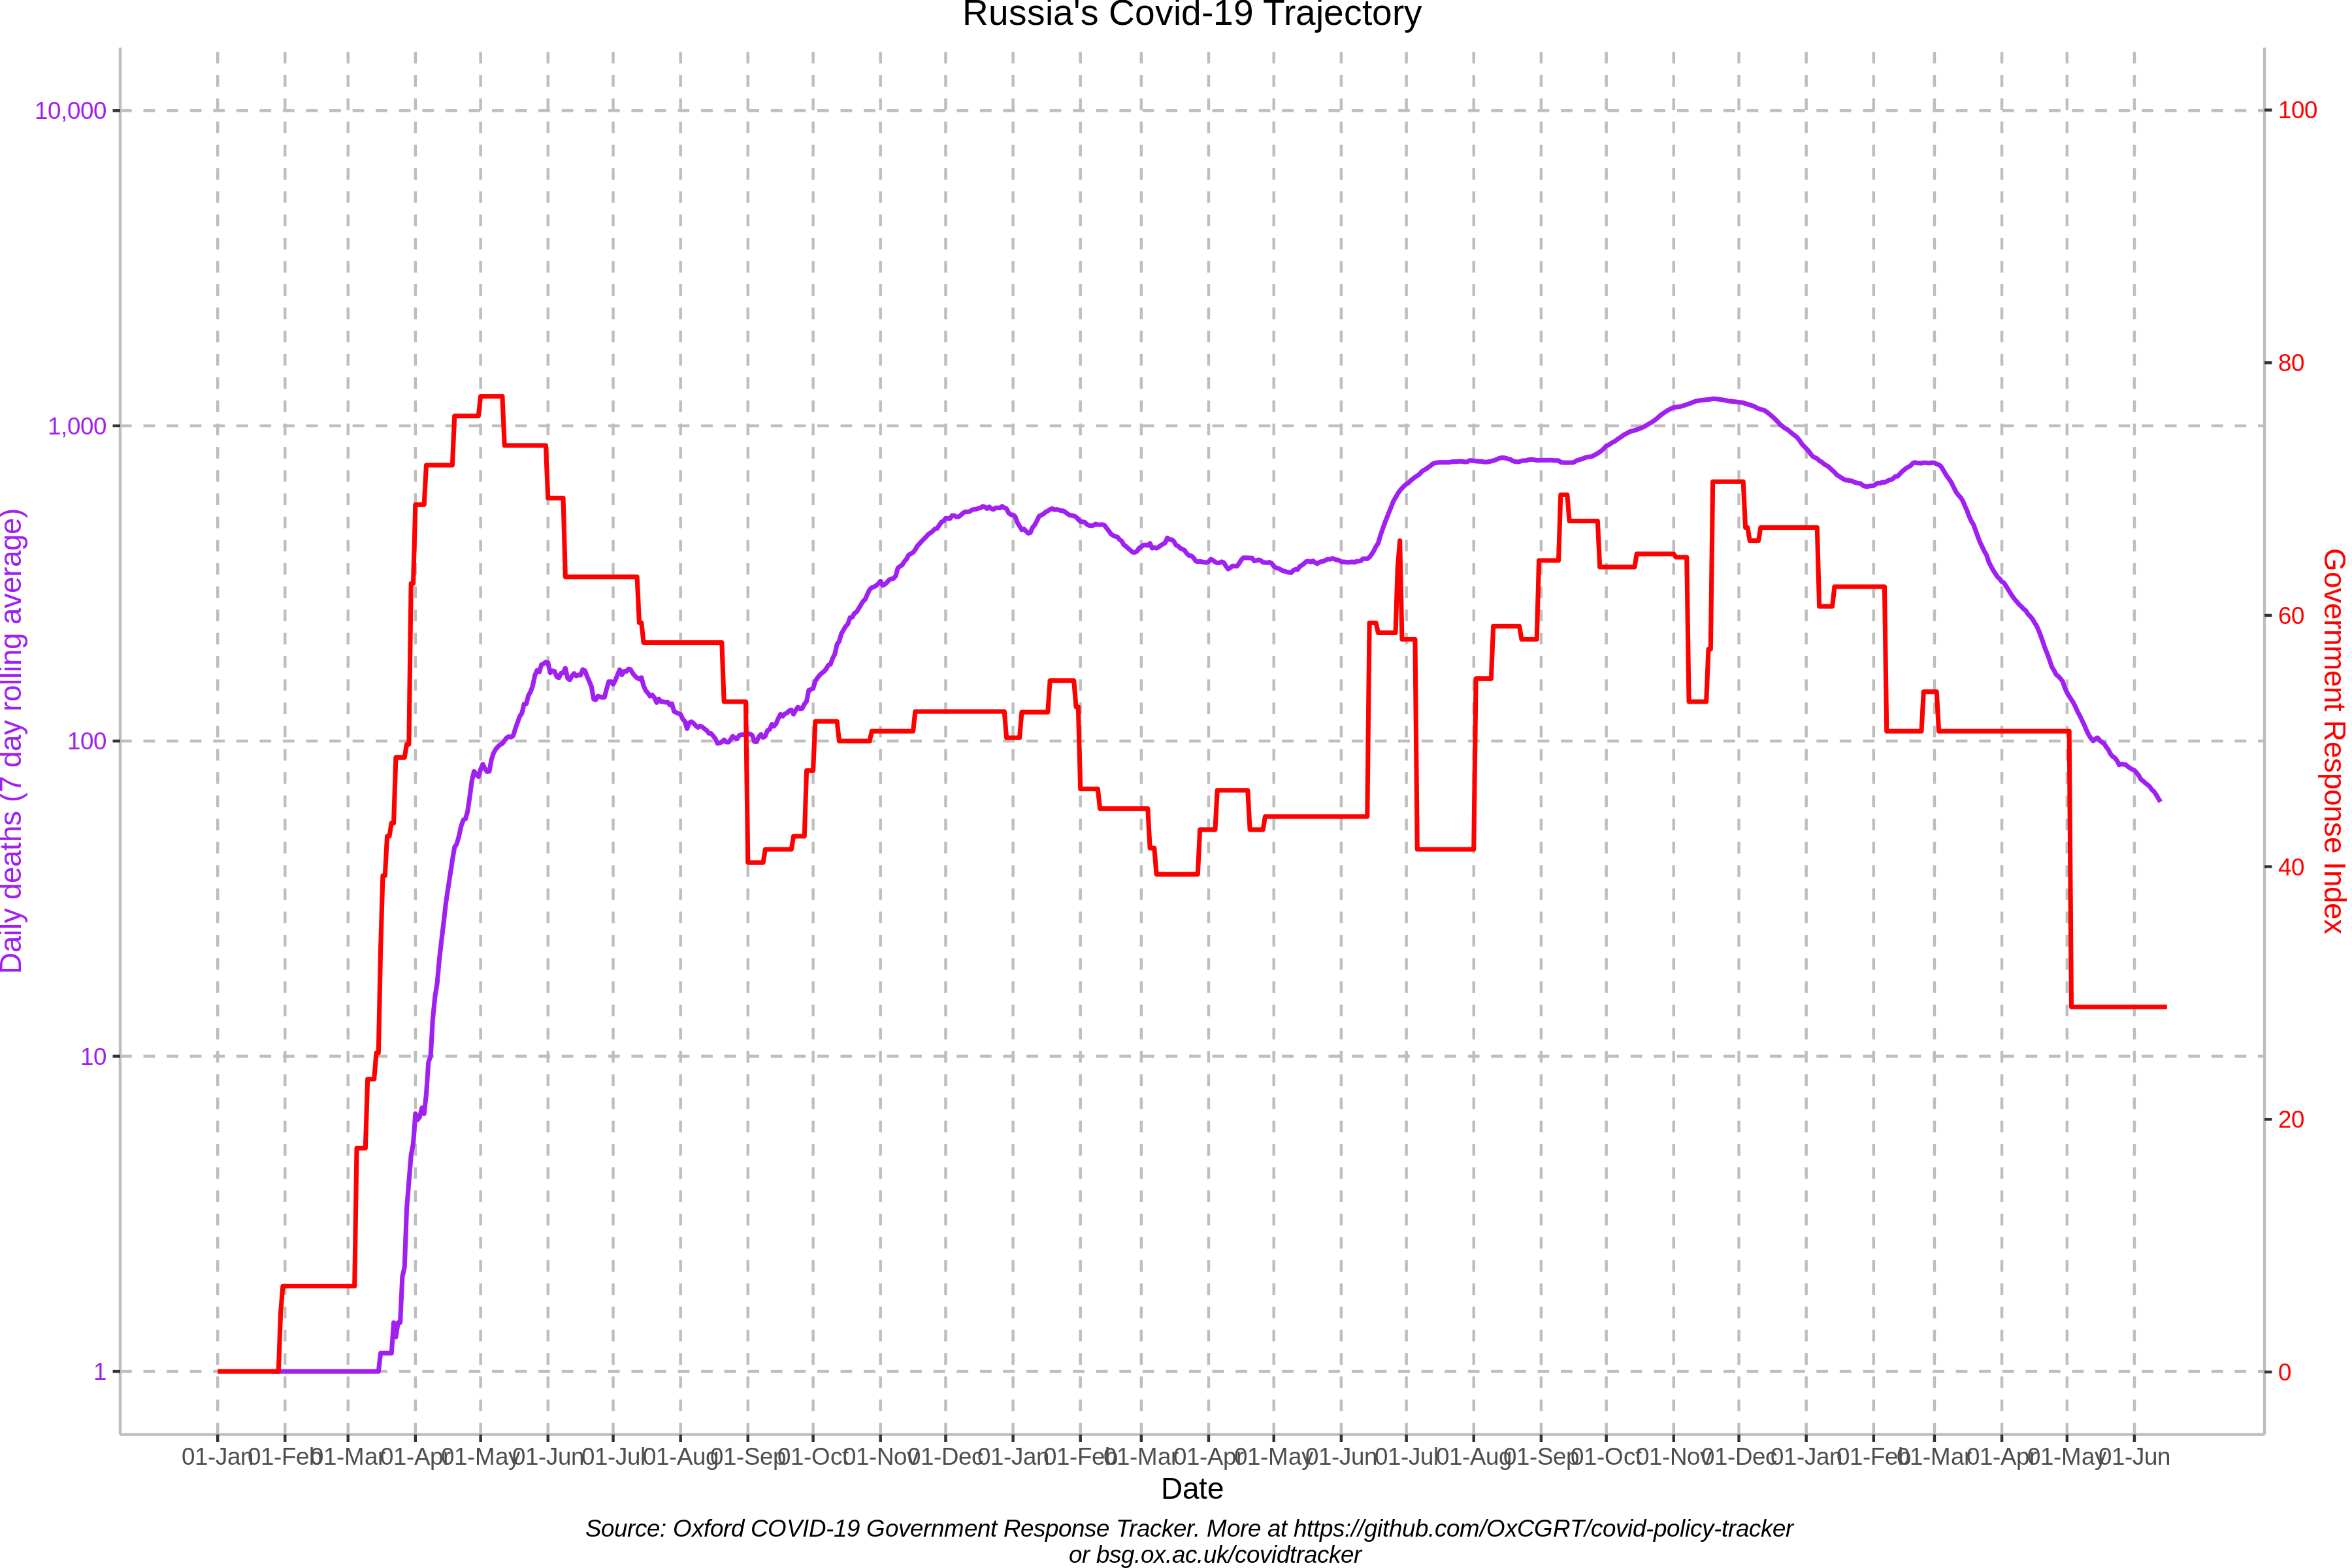 Russia's Covid-19 Trajectory
10,000
1,000
100
10
1
Daily deaths (7 day rolling average)
100
80
60
40
20
0
Government Response Index
01-Jan 01-Feb 01-Mar 01-Apr 01-May 01-Jun 01-Jul 01-Aug 01-Sep 01-Oct 01-Nov 01-Dec 01-Jan 01-Feb 01-Mar 01-Apr 01-May 01-Jun 01-Jul 01-Aug 01-Sep 01-Oct 01-Nov 01-Dec 01-Jan 01-Feb 01-Mar 01-Apr 01-May 01-Jun
Date
Source: Oxford COVID-19 Government Response Tracker. More at https://github.com/OxCGRT/covid-policy-tracker
or bsg.ox.ac.uk/covidtracker